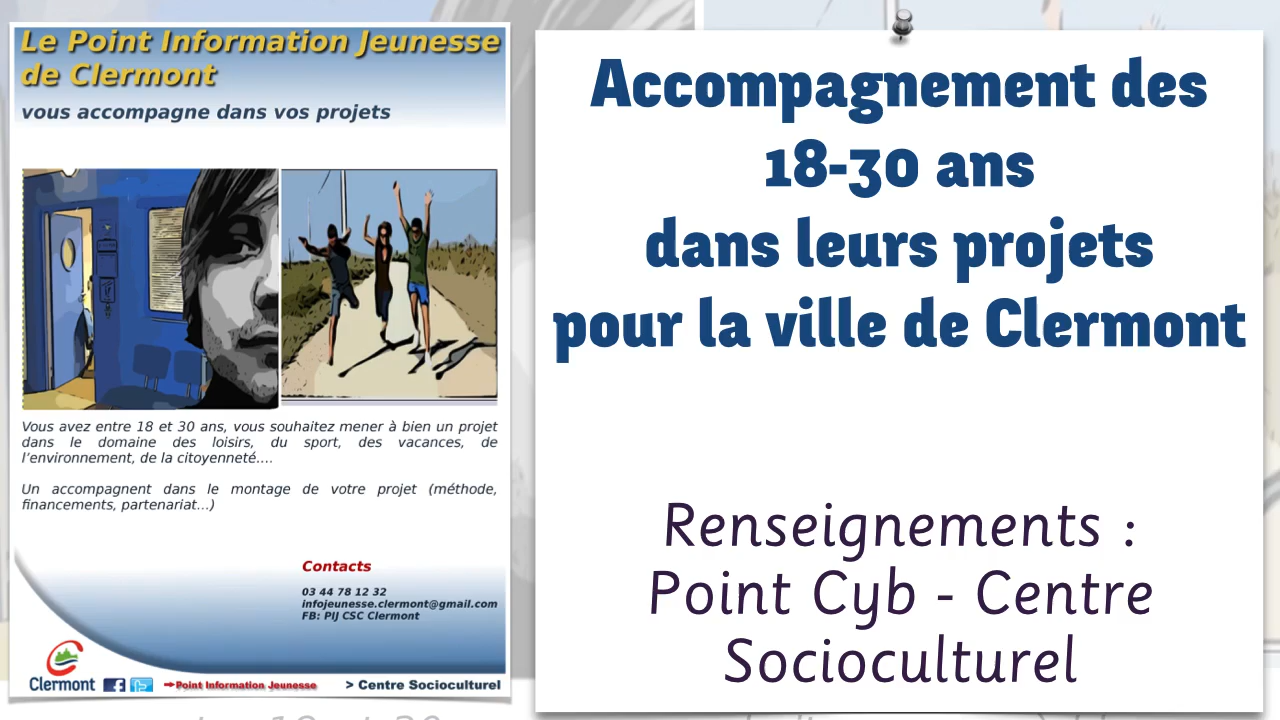 Le Point Information Jeunesse
de Clermont
vous accompagne dans vos projets
Vous avez entre 18 et 30 ans, vous souhaitez mener à bien un projet
dans le domaine des loisirs, du sport, des vacances, de
l'environnement, de la citoyenneté....
Un accompagnent dans le montage de votre projet (méthode,
financements, partenariat...)
Contacts
03 44 78 12 32
infojeunesse.clermont@gmail.com
FB: PIJ CSC Clermont
Clermont
Point Information Jeunesse
> Centre Socioculturel
Accompagnement des
18-30 ans
dans leurs projets
pour la ville de Clermont
Renseignements :
Point Cyb - Centre
Socioculturel